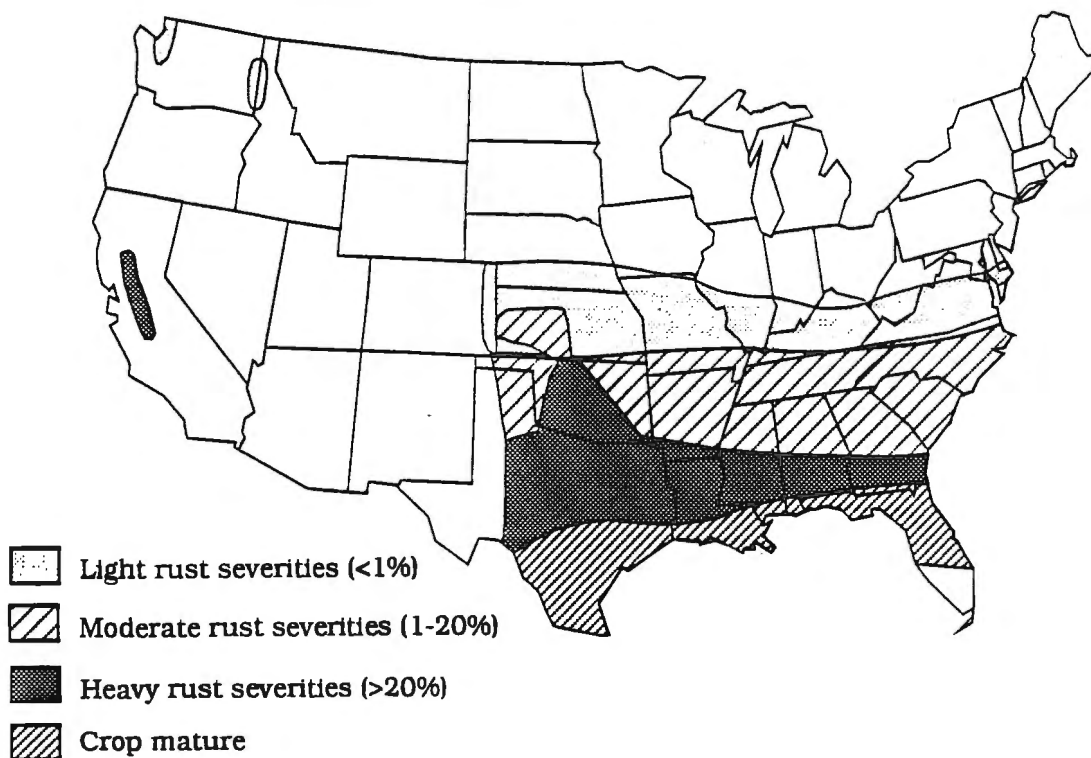 Light rust severities (<1%)
Moderate rust severities (1-20%)
Heavy rust severities (>20%)
Crop mature